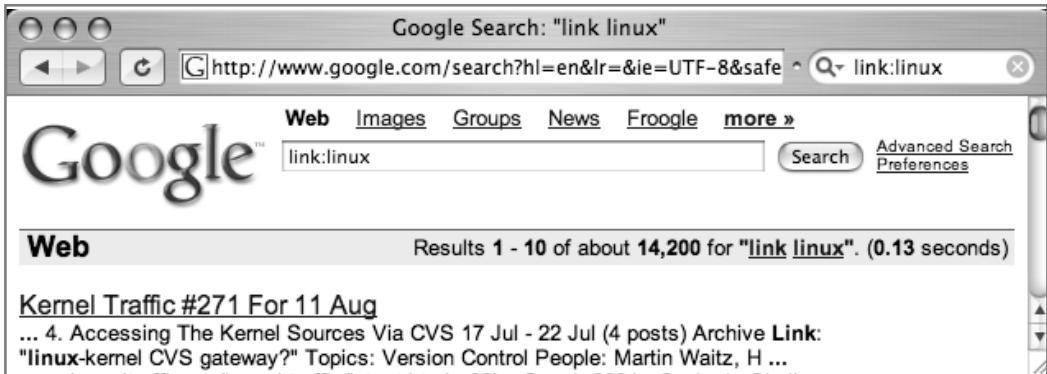 Google Search: "link linux"
http://www.google.com/search?hl=en&lr=&ie=UTF-8&safe
link:linux
Web Images Groups News Froogle more »
Google™
link:linux
Search
Advanced Search
Preferences
Web
Results 1 - 10 of about 14,200 for "link linux". (0.13 seconds)
Kernel Traffic #271 For 11 Aug
... 4. Accessing The Kernel Sources Via CVS 17 Jul - 22 Jul (4 posts) Archive Link:
"linux-kernel CVS gateway?" Topics: Version Control People: Martin Waitz, H ...